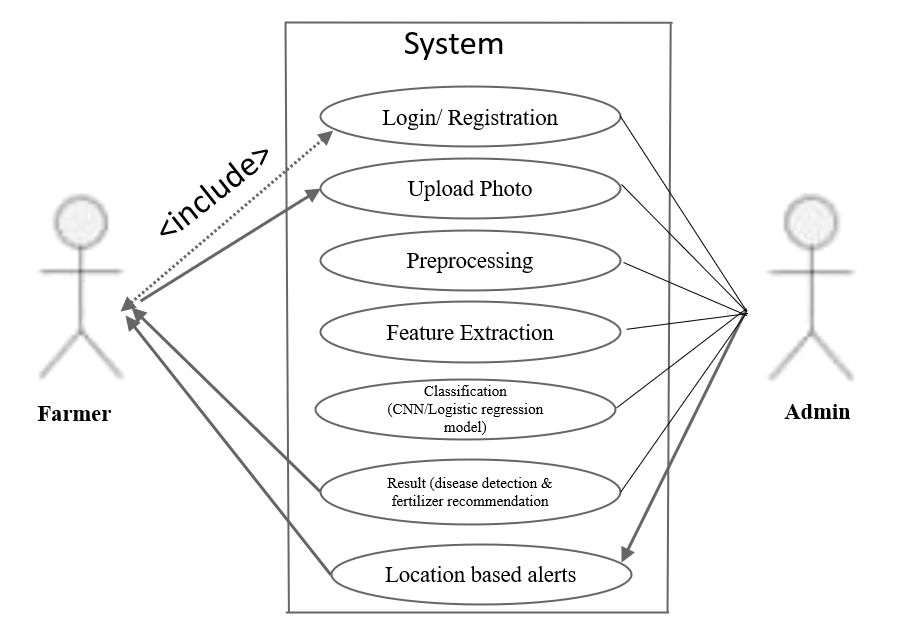 System
Login/ Registration
<include>
Upload Photo
Preprocessing
Feature Extraction
Classification
(CNN/Logistic regression
model)
Farmer
Admin
Result (disease detection &
fertilizer recommendation
Location based alerts